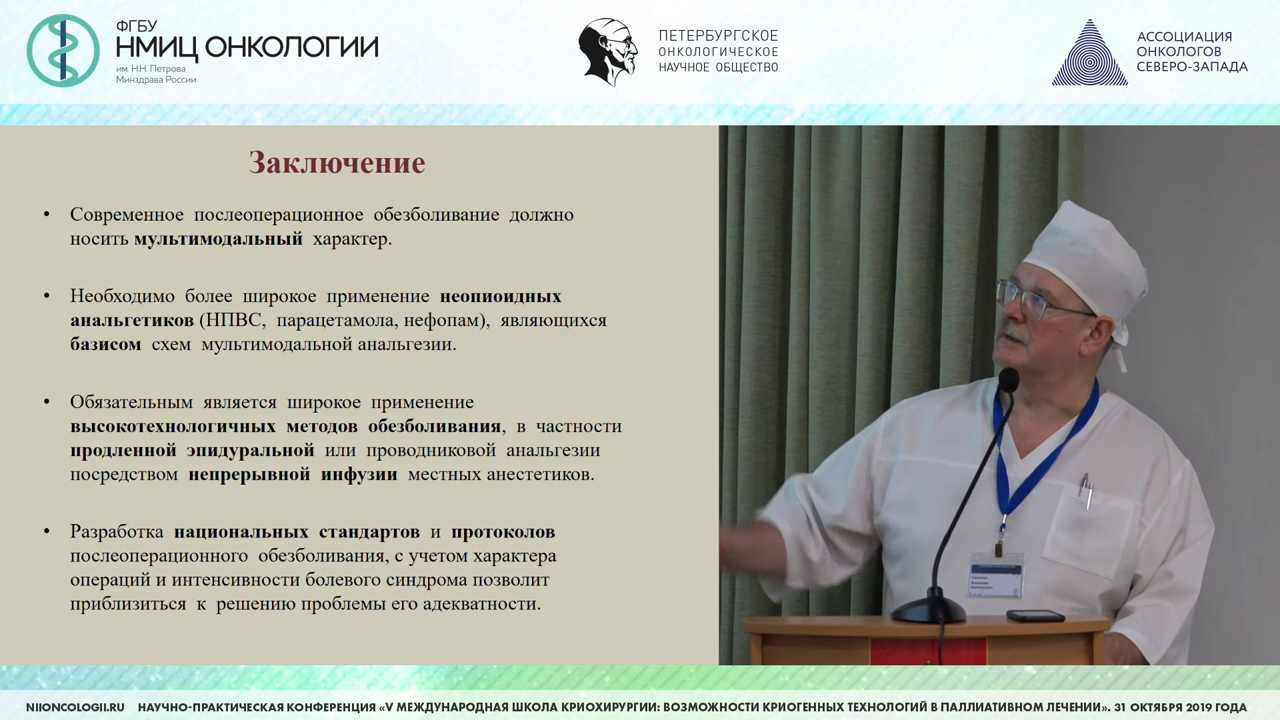 ФГБУ
НМИЦ ОНКОЛОГИИ
им. Н.Н. Петрова
Минздрава России
ПЕТЕРБУРГСКОЕ
ОНКОЛОГИЧЕСКОЕ
НАУЧНОЕ ОБЩЕСТВО
АССОЦИАЦИЯ
ОНКОЛОГОВ
СЕВЕРО-ЗАПАДА
Заключение
• Современное послеоперационное обезболивание должно
носить мультимодальный характер.
• Необходимо более широкое применение неопиоидных
анальгетиков (НПВС, парацетамола, нефопам), являющихся
базисом схем мультимодальной анальгезии.
• Обязательным является широкое применение
высокотехнологичных методов обезболивания, в частности
продленной эпидуральной или проводниковой анальгезии
посредством непрерывной инфузии местных анестетиков.
• Разработка национальных стандартов и протоколов
послеоперационного обезболивания, с учетом характера
операций и интенсивности болевого синдрома позволит
приблизиться к решению проблемы его адекватности.
NIIONCOLOGII.RU НАУЧНО-ПРАКТИЧЕСКАЯ КОНФЕРЕНЦИЯ «V МЕЖДУНАРОДНАЯ ШКОЛА КРИОХИРУРГИИ: ВОЗМОЖНОСТИ КРИОГЕННЫХ ТЕХНОЛОГИЙ В ПАЛЛИАТИВНОМ ЛЕЧЕНИИ». 31 ОКТЯБРЯ 2019 ГОДА